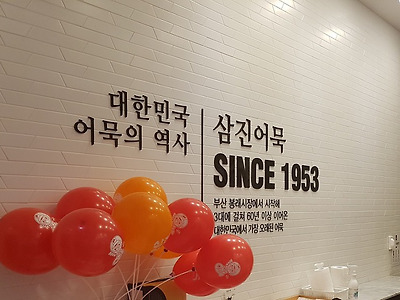 대한민국
어묵의 역사
삼진어묵
SINCE 1953
부산 봉래시장에서 시작해
3대에 걸쳐 60년 이상 이어온
대한민국에서 가장 오래된 어묵